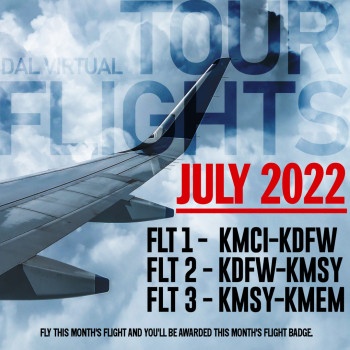 DAL VIRTUAL
TOUR
FLIGHTS
JULY 2022
FLT 1 - KMCI-KDFW
FLT 2 - KDFW-KMSY
FLT 3 - KMSY-KMEM
FLY THIS MONTH'S FLIGHT AND YOU'LL BE AWARDED THIS MONTH'S FLIGHT BADGE.